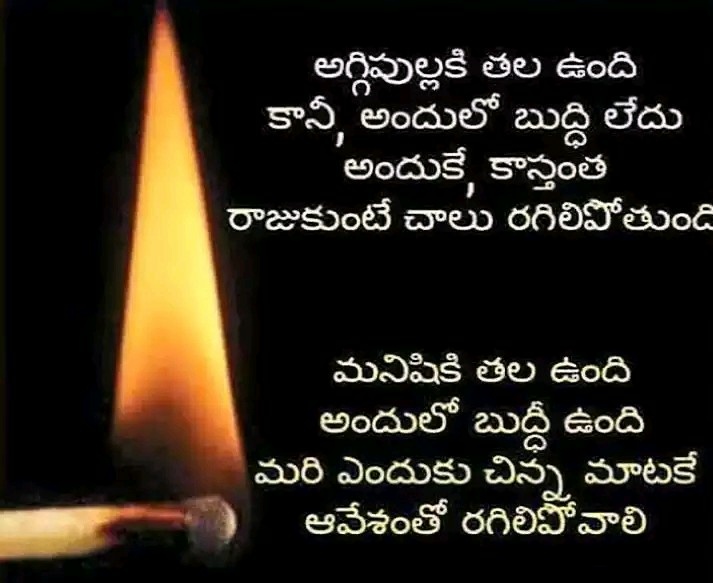 అగ్గిపుల్లకి తల ఉంది
కానీ, అందులో బుద్ధి లేదు
అందుకే, కాస్తంత
రాజుకుంటే చాలు రగిలిపోతుంది
మనిషికి తల ఉంది
అందులో బుద్ధీ ఉంది
మరి ఎందుకు చిన్న మాటకే
ఆవేశంతో రగిలిపోవాలి